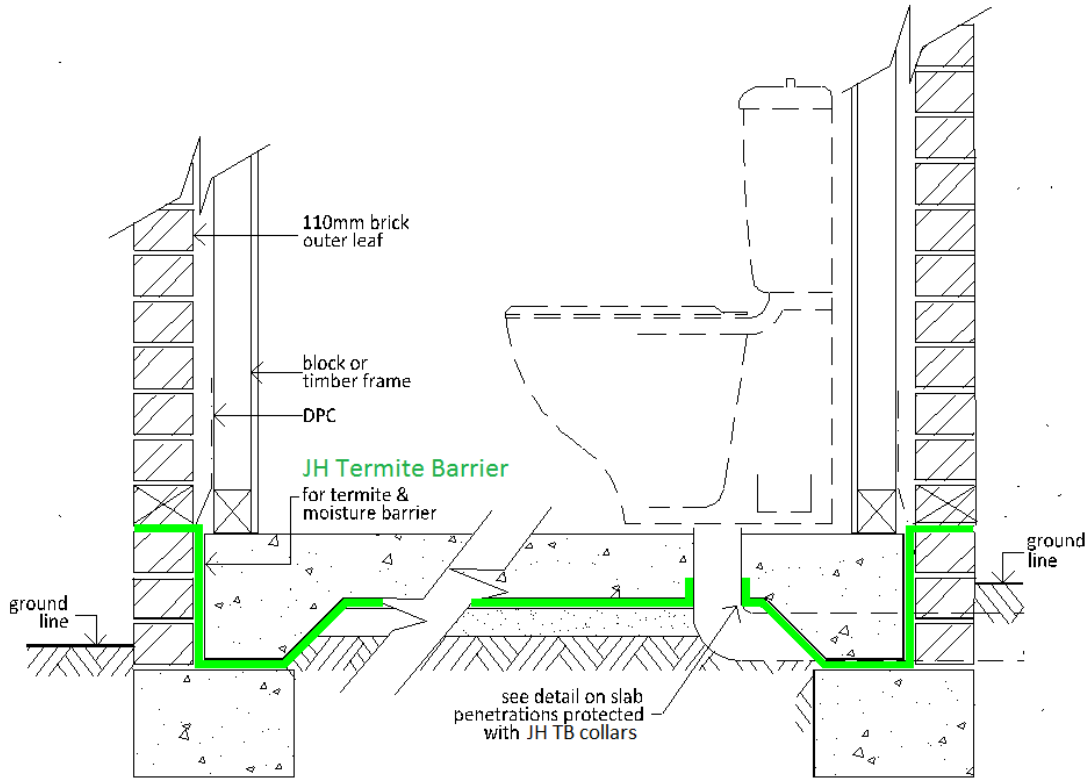 110mm brick
outer leaf
block or
timber frame
DPC
JH Termite Barrier
for termite &
moisture barrier
ground
line
ground
line
see detail on slab
penetrations protected
with JH TB collars